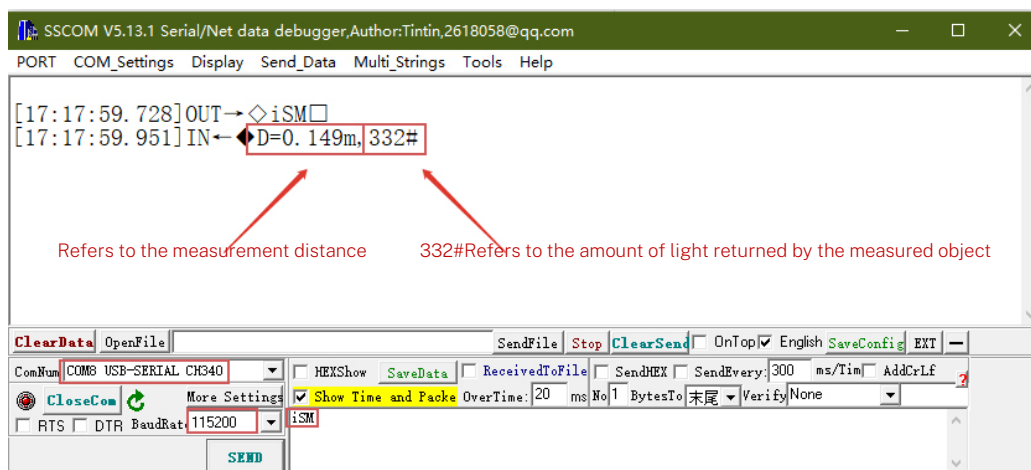 SSCOM V5.13.1 Serial/Net data debugger,Author:Tintin,2618058@qq.com
PORT COM_Settings Display Send_Data Multi_Strings Tools Help
[17:17:59.728]OUT→◇iSM□
[17:17:59.951]IN←◆D=0.149m,332#
Refers to the measurement distance 332#Refers to the amount of light returned by the measured object
ClearData OpenFile SendFile Stop ClearSend OnTop English SaveConfig EXT —
ComNum COM8 USB-SERIAL CH340 HEXShow SaveData ReceivedToFile SendHEX SendEvery: 300 ms/Tim AddCrLf
CloseCom More Settings Show Time and Packe OverTime: 20 ms No 1 BytesTo 末尾 Verify None ?
RTS DTR BaudRat 115200 iSM
SEND